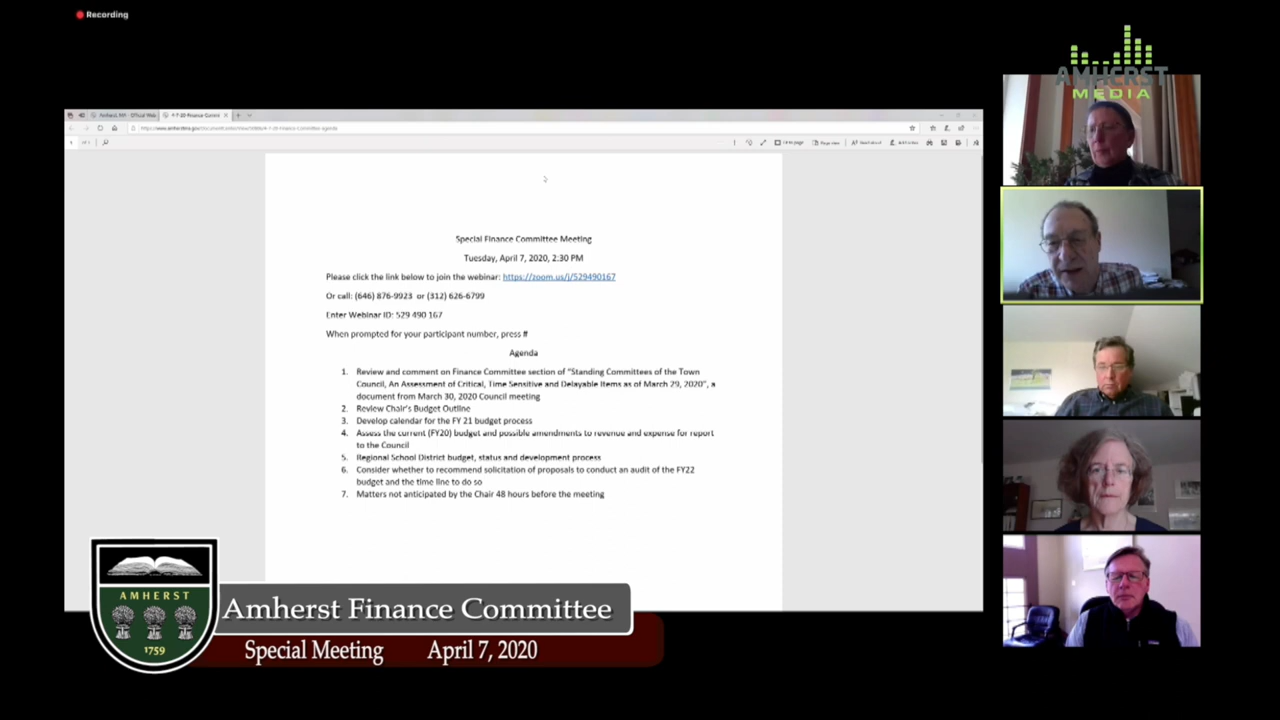 Recording
AMHERST
MEDIA
Amherst, MA - Official Web
4-7-20-Finance-Commit
Special Finance Committee Meeting
Tuesday, April 7, 2020, 2:30 PM
Please click the link below to join the webinar: https://zoom.us/j/529490167
Or call: (646) 876-9923 or (312) 626-6799
Enter Webinar ID: 529 490 167
When prompted for your participant number, press #
Agenda
1. Review and comment on Finance Committee section of "Standing Committees of the Town
Council, An Assessment of Critical, Time Sensitive and Delayable Items as of March 29, 2020", a
document from March 30, 2020 Council meeting
2. Review Chair's Budget Outline
3. Develop calendar for the FY 21 budget process
4. Assess the current (FY20) budget and possible amendments to revenue and expense for report
to the Council
5. Regional School District budget, status and development process
6. Consider whether to recommend solicitation of proposals to conduct an audit of the FY22
budget and the time line to do so
7. Matters not anticipated by the Chair 48 hours before the meeting
AMHERST
1759
Amherst Finance Committee
Special Meeting April 7, 2020